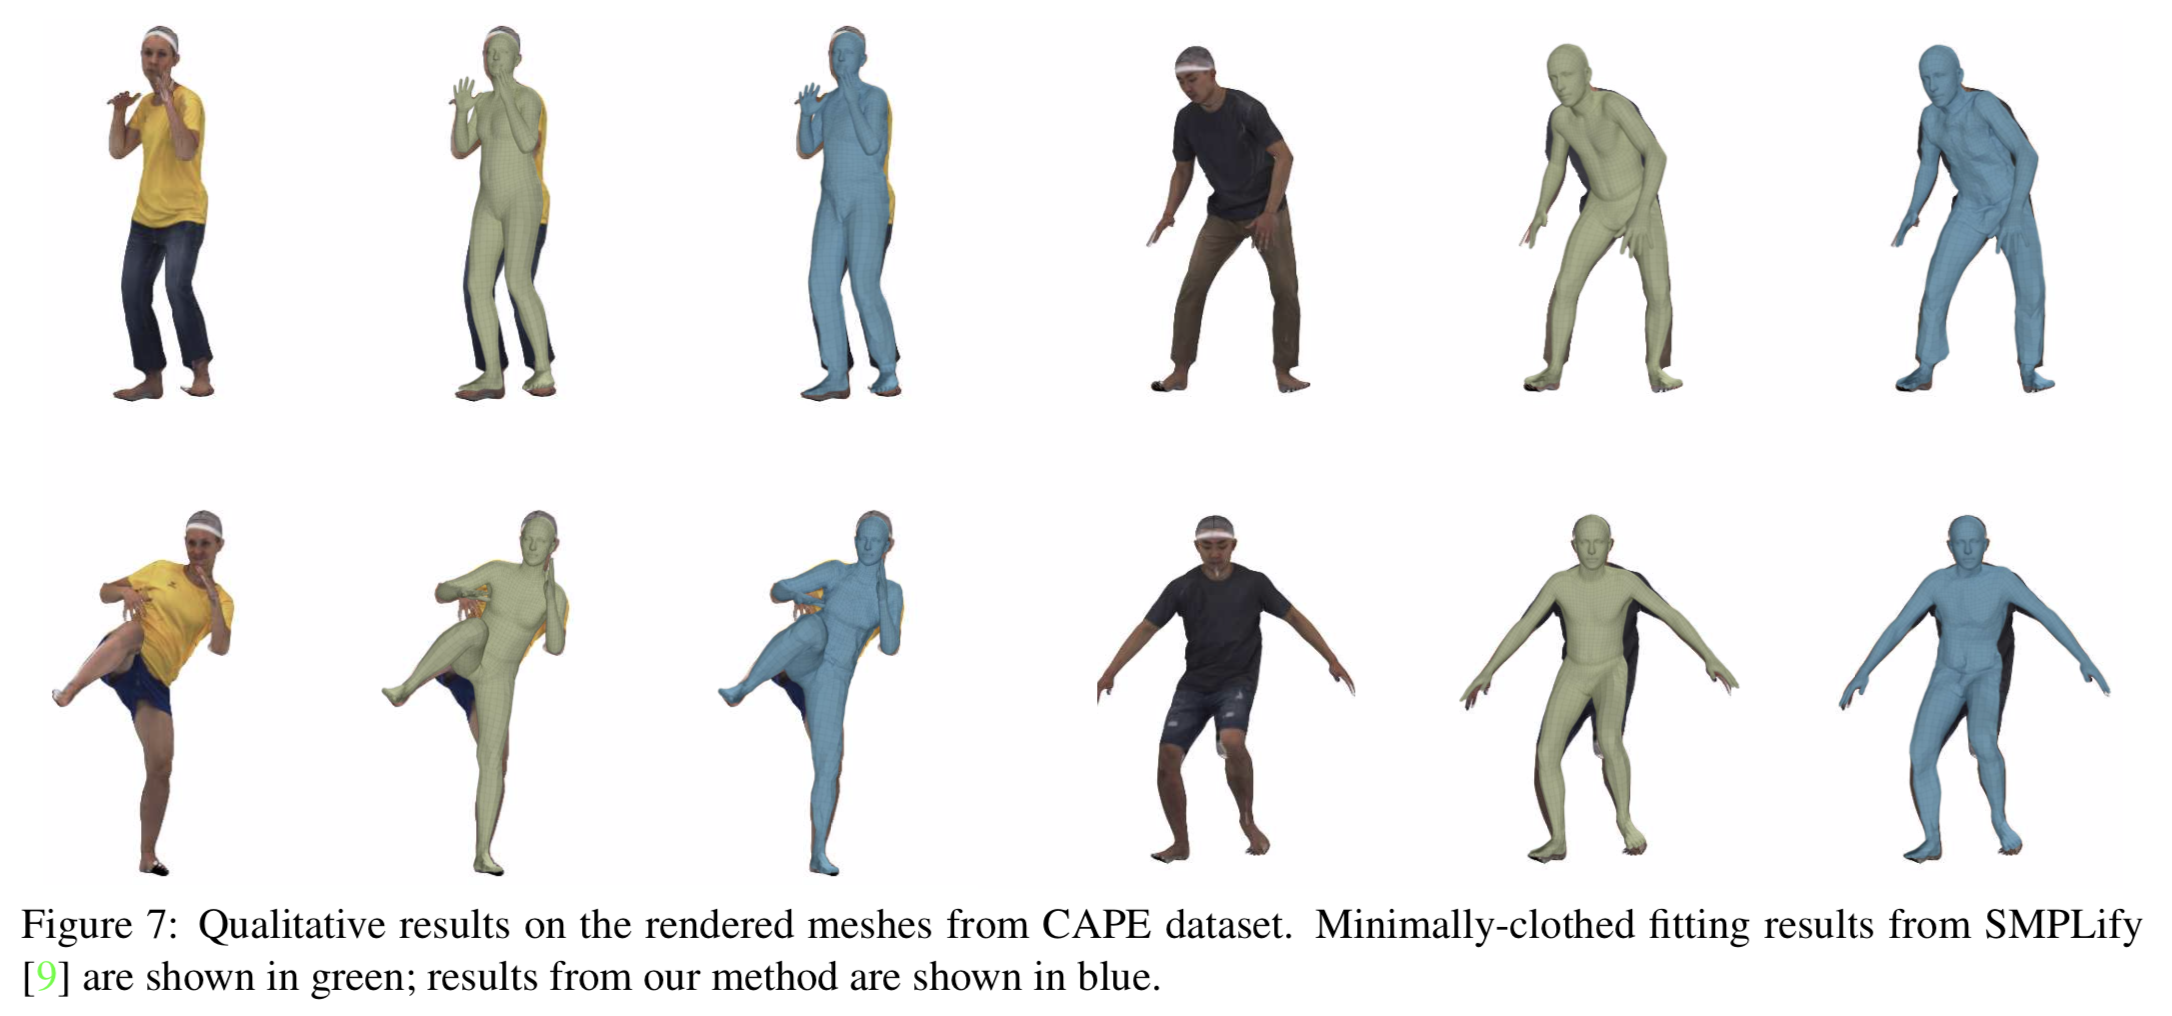 Figure 7: Qualitative results on the rendered meshes from CAPE dataset. Minimally-clothed fitting results from SMPLify
[9] are shown in green; results from our method are shown in blue.